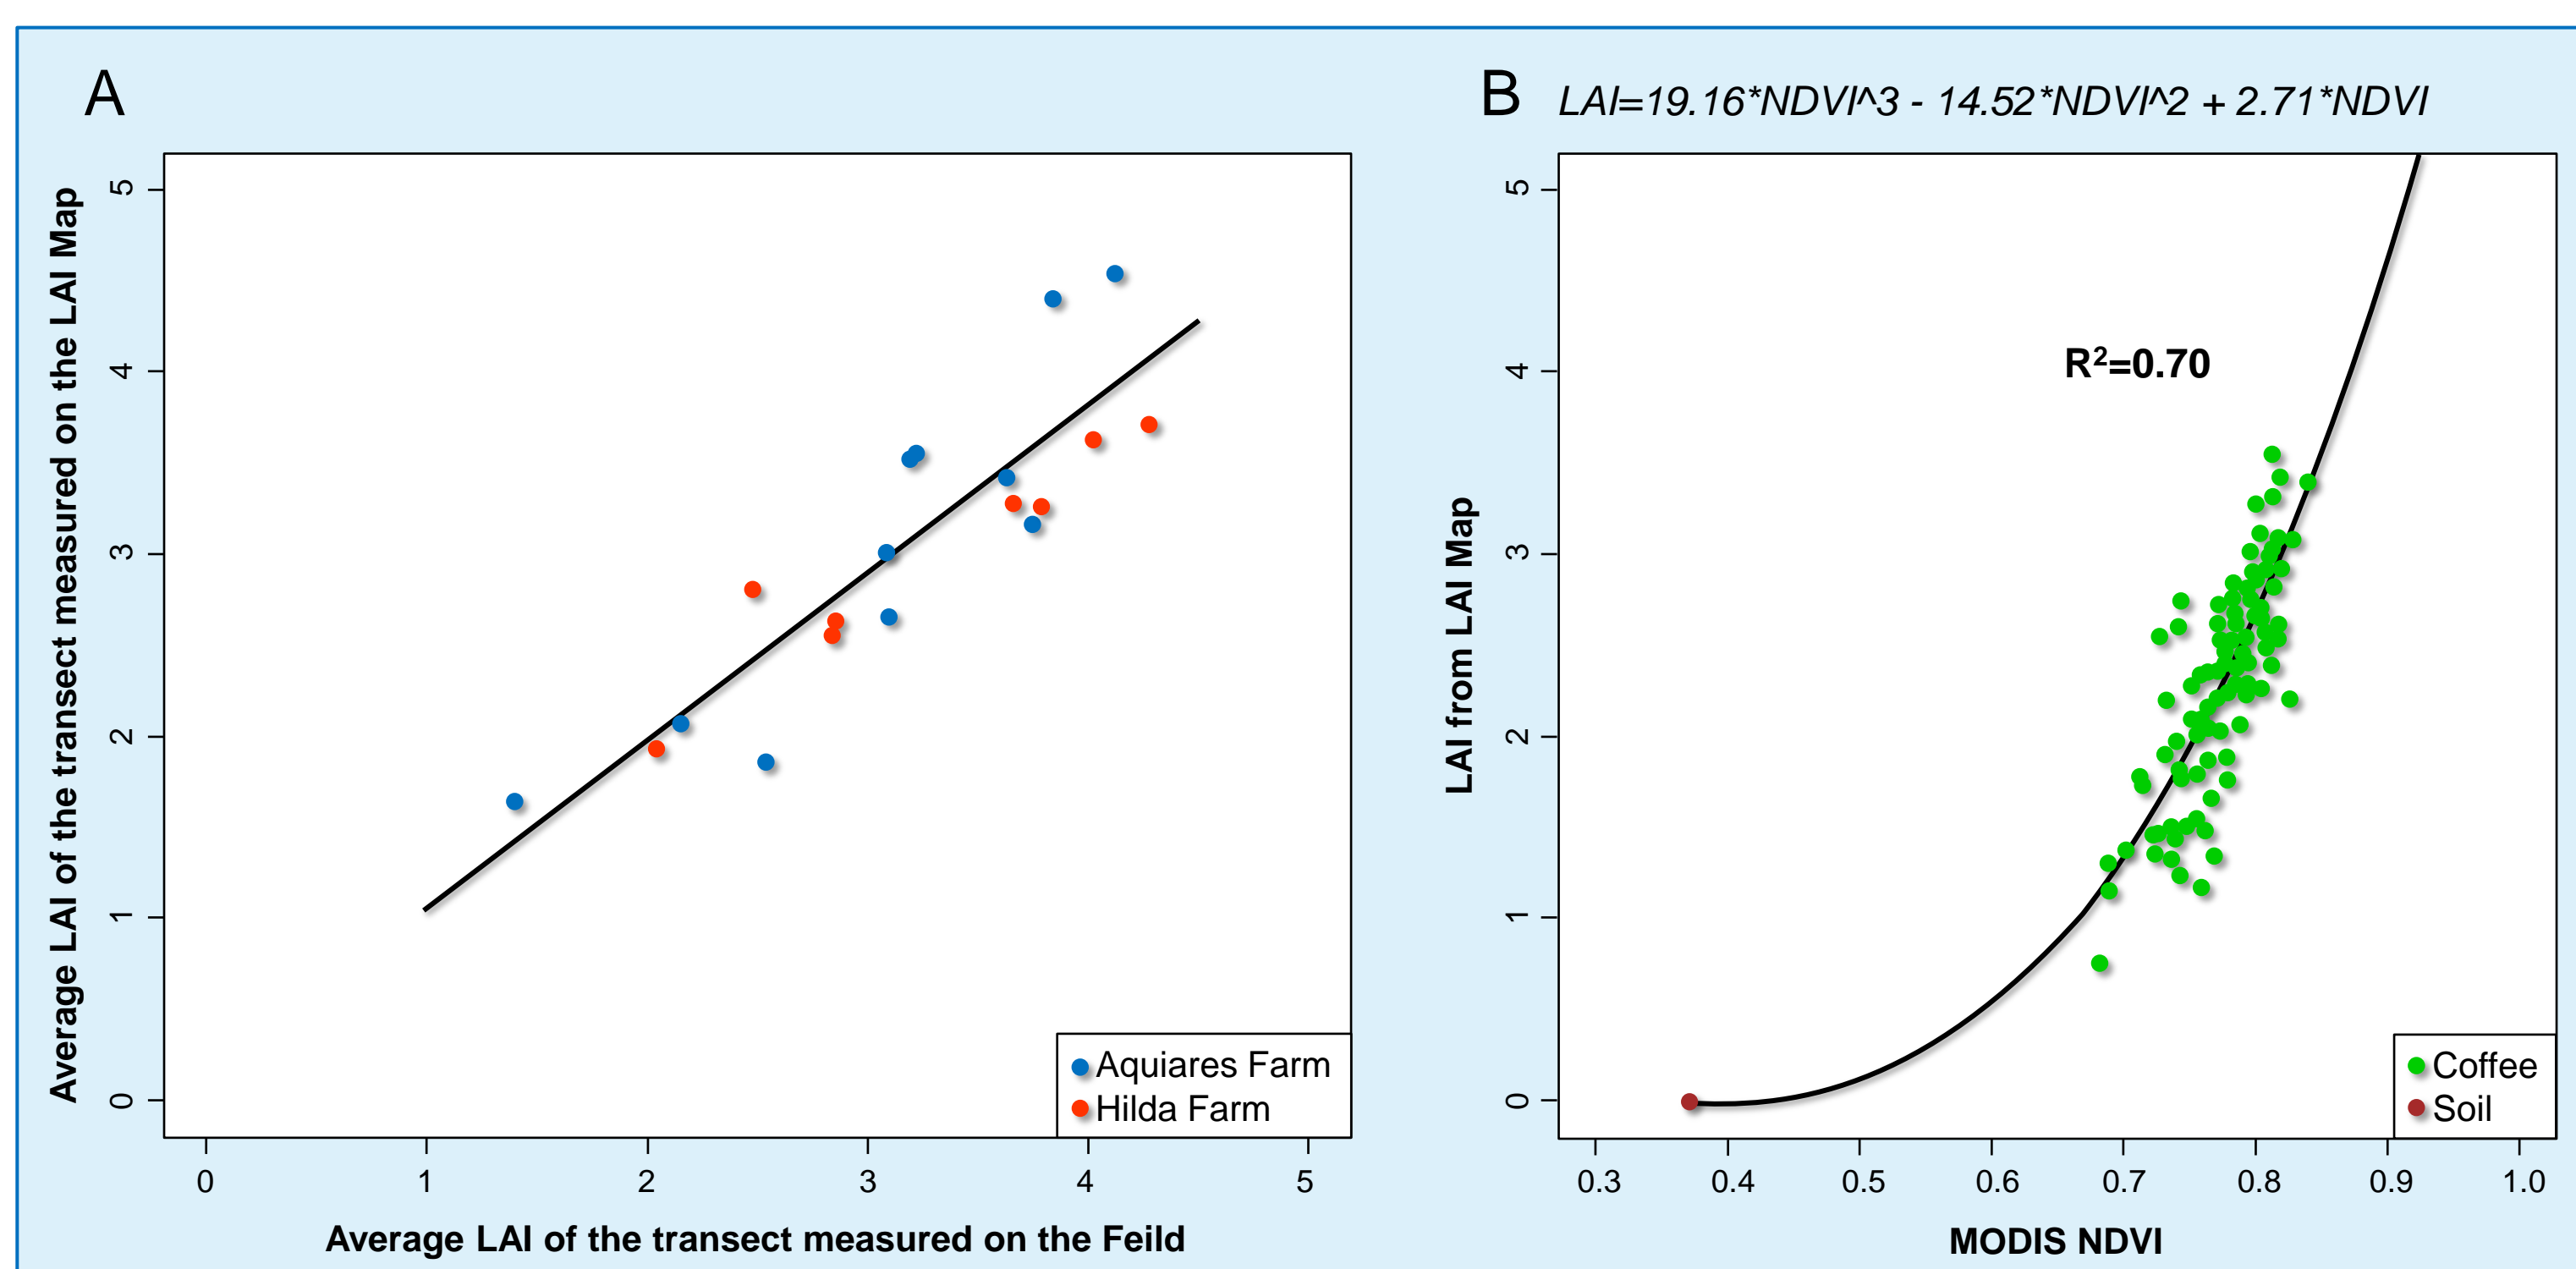 A
B LAI=19.16*NDVI^3 - 14.52*NDVI^2 + 2.71*NDVI
Average LAI of the transect measured on the LAI Map
5
4
3
2
1
0
0 1 2 3 4 5
Average LAI of the transect measured on the Feild
Aquiares Farm
Hilda Farm
LAI from LAI Map
5
4
3
2
1
0
R²=0.70
Coffee
Soil
0.3 0.4 0.5 0.6 0.7 0.8 0.9 1.0
MODIS NDVI